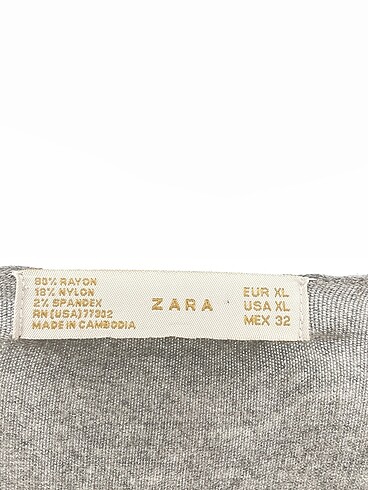 80% RAYON
18% NYLON
2% SPANDEX
RN (USA) 77302
MADE IN CAMBODIA
ZARA
EUR XL
USA XL
MEX 32